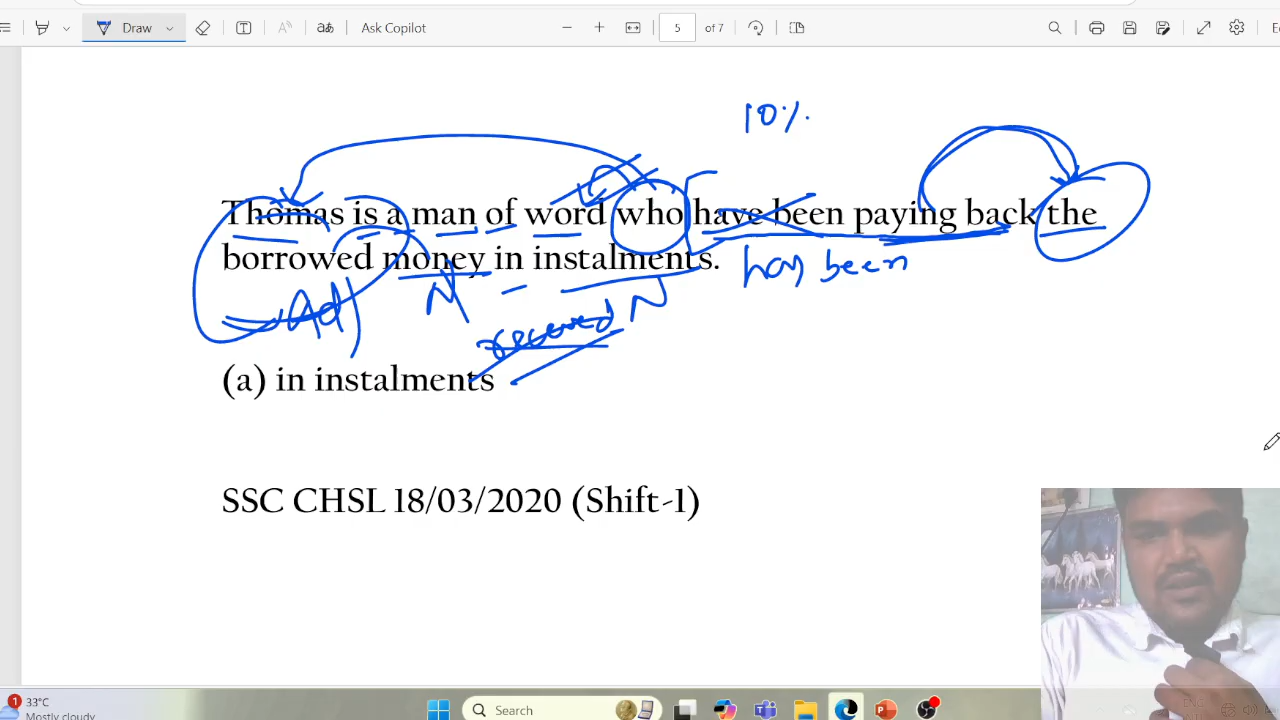 Draw
Ask Copilot
5 of 7
10%
Thomas is a man of word who have been paying back the
borrowed money in instalments.
has been
Adj
N
N
(a) in instalments
SSC CHSL 18/03/2020 (Shift-1)
1
33°C
Mostly cloudy
Search
ENG